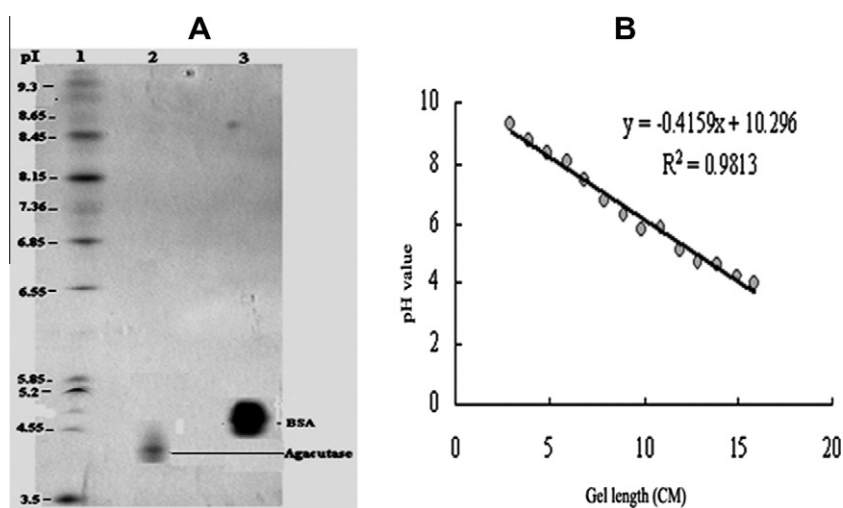 A
B
pI 1 2 3
9.3
8.65
8.45
8.15
7.36
6.85
6.55
5.85
5.2
4.55
3.5
BSA
Agacutase
y = -0.4159x + 10.296
R² = 0.9813
10
8
6
4
2
0
pH value
0 5 10 15 20
Gel length (CM)